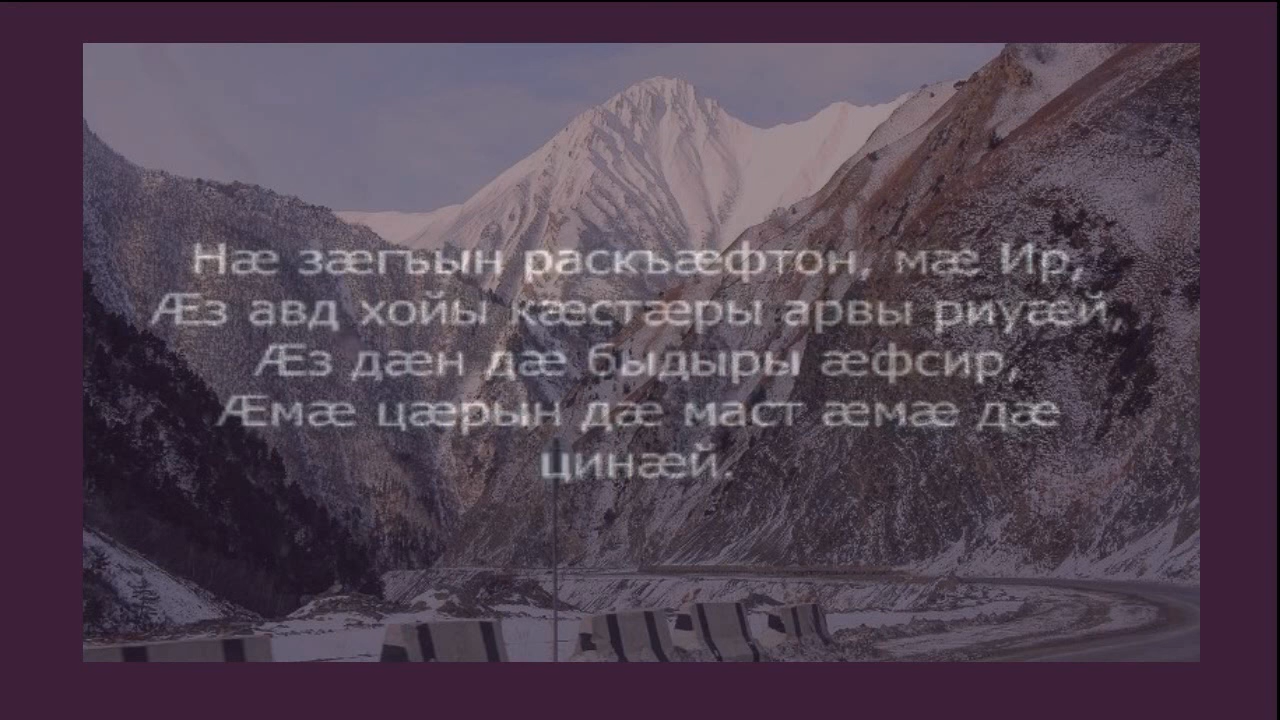 Нæ зæгъын раскъæфтон, мæ Ир,
Æз авд хойы кæстæры арвы риуæй,
Æз дæн дæ быдыры æфсир,
Æмæ цæрын дæ маст æмæ дæ
цинæй.